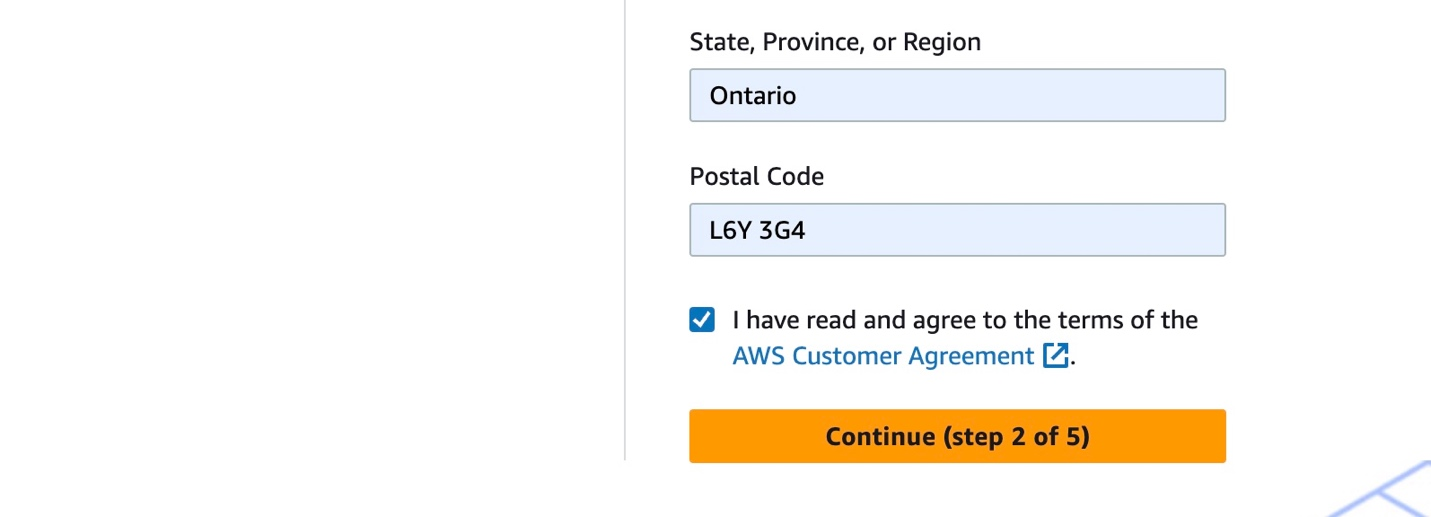 State, Province, or Region
Ontario
Postal Code
L6Y 3G4
I have read and agree to the terms of the
AWS Customer Agreement.
Continue (step 2 of 5)